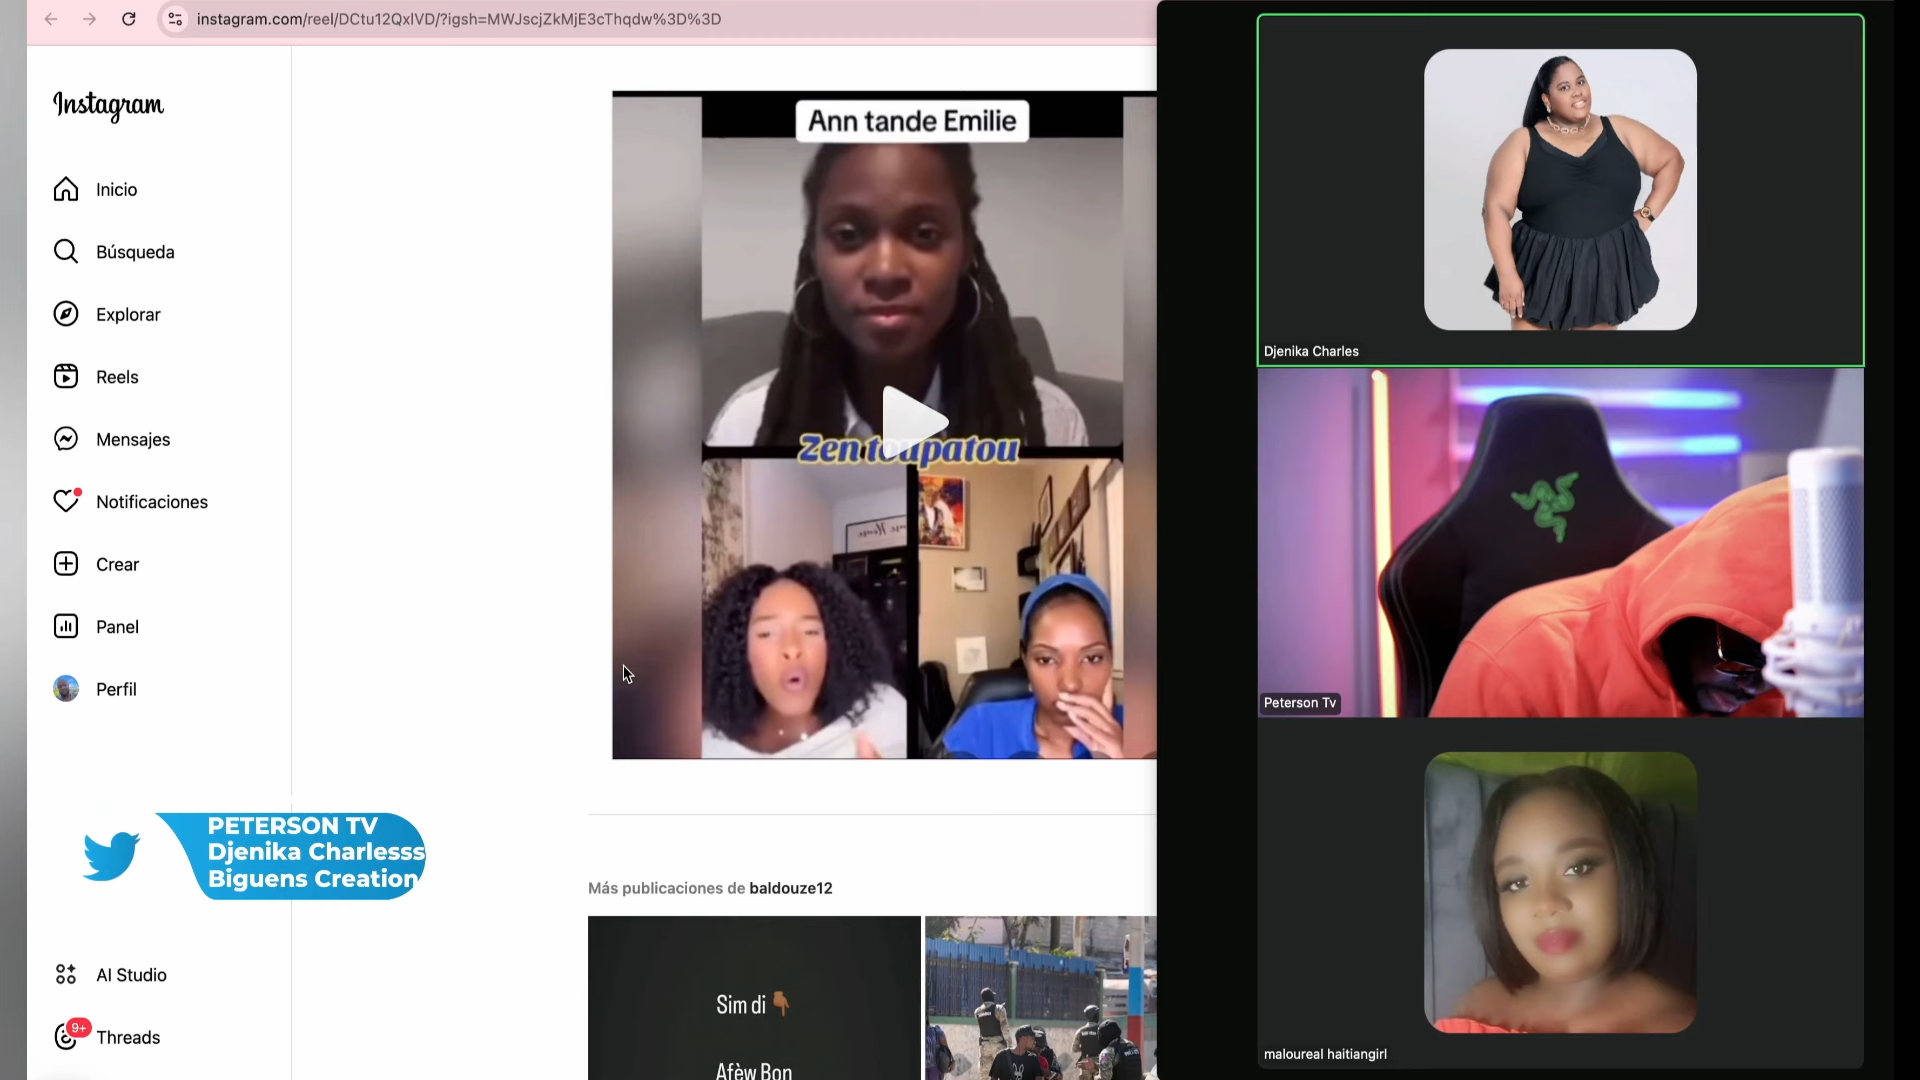 instagram.com/reel/DCtu12QxlVD/?igsh=MWJscjZkMjE3cThqdw%3D%3D
Instagram
Inicio
Búsqueda
Explorar
Reels
Mensajes
Notificaciones
Crear
Panel
Perfil
PETERSON TV
Djenika Charlesss
Biguens Creation
AI Studio
9+
Threads
Ann tande Emilie
Zen toupatou
Más publicaciones de baldouze12
Sim di
Afèw Bon
Djenika Charles
Peterson Tv
maloureal haitiangirl